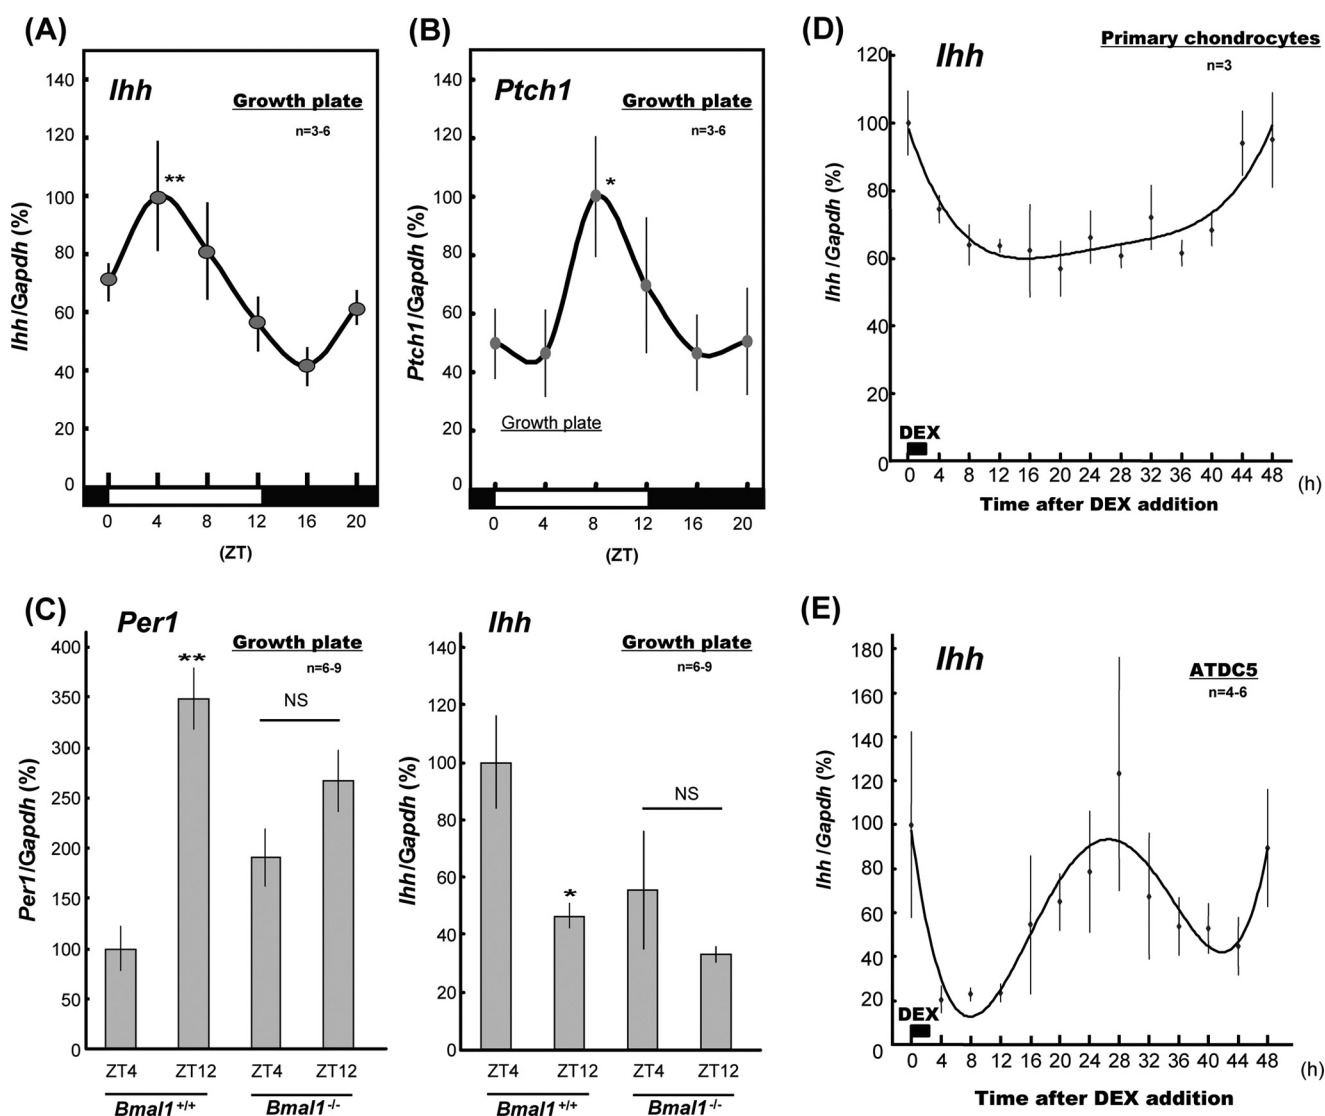 (A)
Ihh
Growth plate
n=3-6
Ihh/Gapdh (%)
140
120
100
80
60
40
20
0
**
0 4 8 12 16 20
(ZT)
(B)
Ptch1
Growth plate
n=3-6
Ptch1/Gapdh (%)
140
120
100
80
60
40
20
0
*
Growth plate
0 4 8 12 16 20
(ZT)
(C)
Per1
Growth plate
n=6-9
Per1/Gapdh (%)
400
350
300
250
200
150
100
50
0
**
NS
ZT4 ZT12 ZT4 ZT12
Bmal1+/+ Bmal1-/-
Ihh
Growth plate
n=6-9
Ihh/Gapdh (%)
140
120
100
80
60
40
20
0
*
NS
ZT4 ZT12 ZT4 ZT12
Bmal1+/+ Bmal1-/-
(D)
Ihh
Primary chondrocytes
n=3
Ihh/Gapdh (%)
120
100
80
60
40
20
0
DEX
0 4 8 12 16 20 24 28 32 36 40 44 48
(h)
Time after DEX addition
(E)
Ihh
ATDC5
n=4-6
Ihh/Gapdh (%)
180
160
140
120
100
80
60
40
20
0
DEX
0 4 8 12 16 20 24 28 32 36 40 44 48
(h)
Time after DEX addition